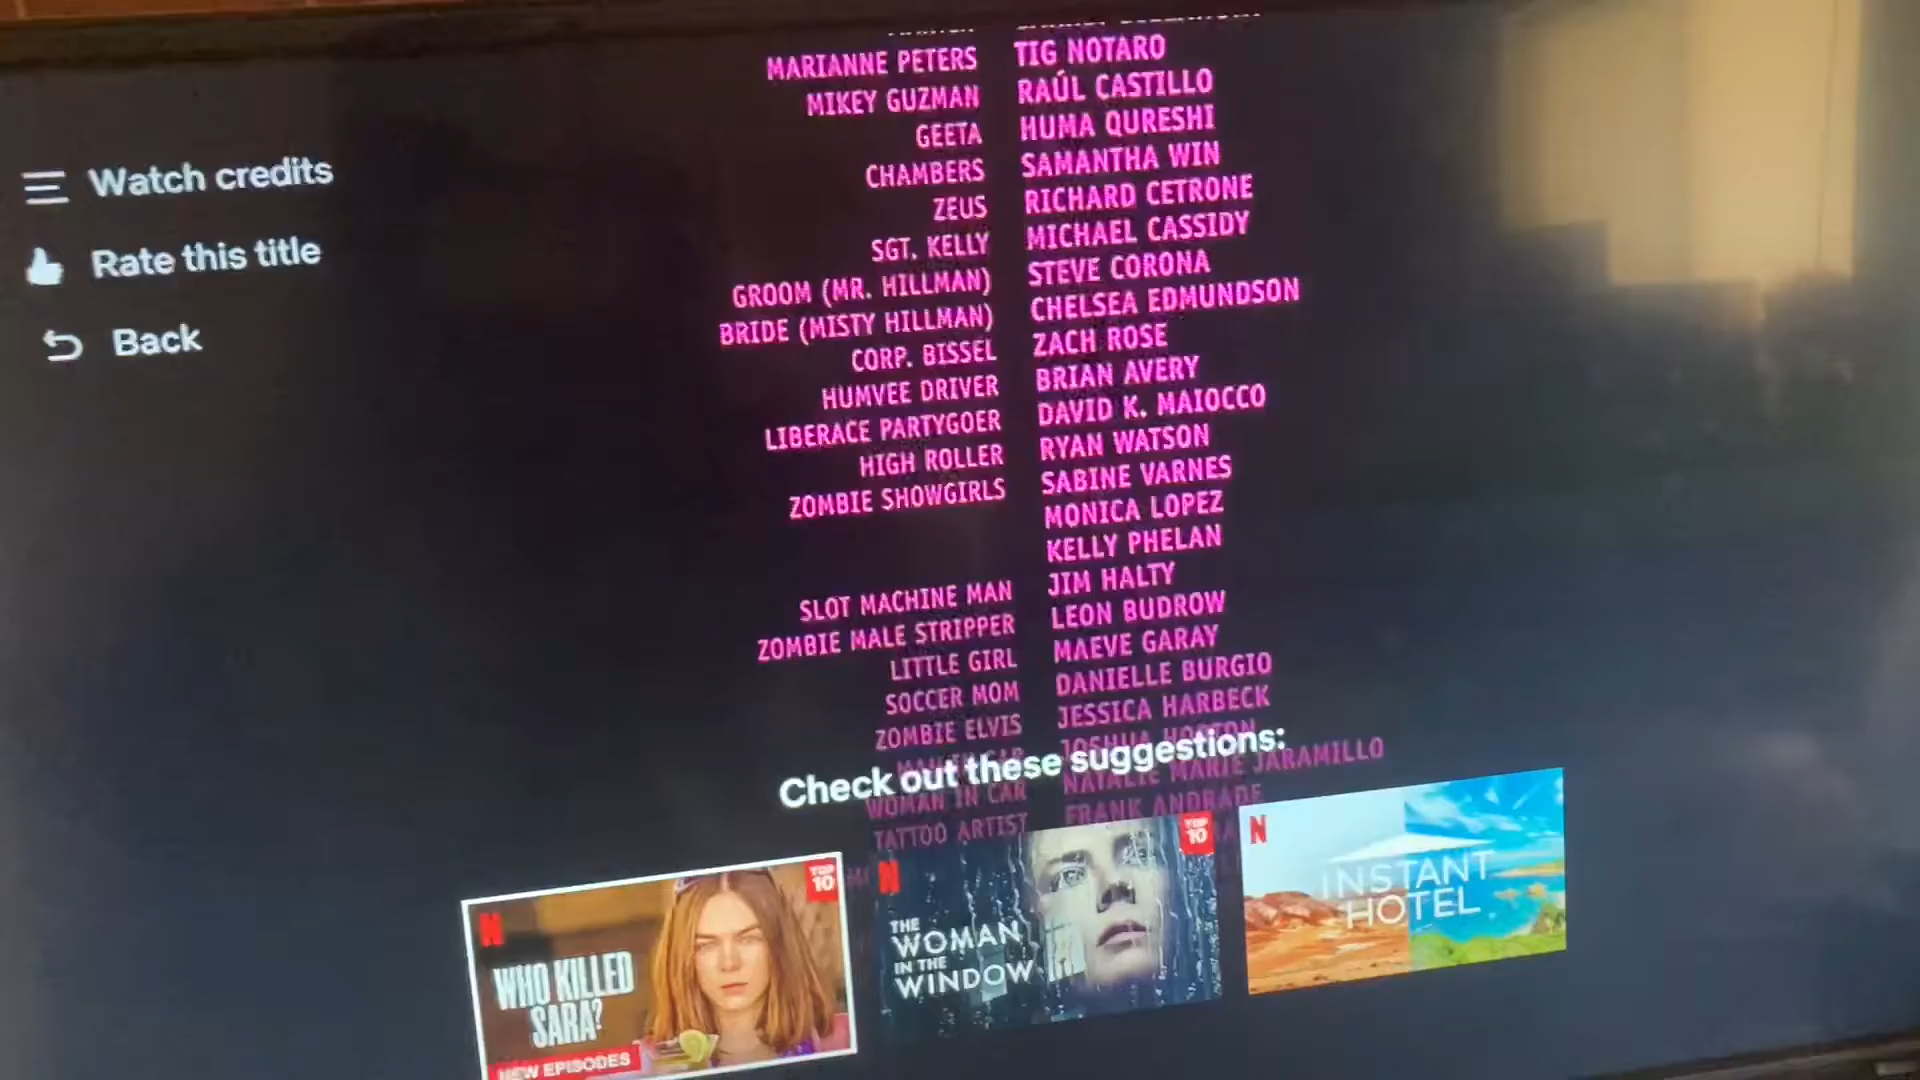 Watch credits
Rate this title
Back
MARIANNE PETERS TIG NOTARO
MIKEY GUZMAN RAÚL CASTILLO
GEETA HUMA QURESHI
CHAMBERS SAMANTHA WIN
ZEUS RICHARD CETRONE
SGT. KELLY MICHAEL CASSIDY
GROOM (MR. HILLMAN) STEVE CORONA
BRIDE (MISTY HILLMAN) CHELSEA EDMUNDSON
CORP. BISSEL ZACH ROSE
HUMVEE DRIVER BRIAN AVERY
LIBERACE PARTYGOER DAVID K. MAIOCCO
HIGH ROLLER RYAN WATSON
ZOMBIE SHOWGIRLS SABINE VARNES
MONICA LOPEZ
KELLY PHELAN
SLOT MACHINE MAN JIM HALTY
ZOMBIE MALE STRIPPER LEON BUDROW
LITTLE GIRL MAEVE GARAY
SOCCER MOM DANIELLE BURGIO
ZOMBIE ELVIS JESSICA HARBECK
JOSHUA
WOMAN IN CAR NATALIE MARIE JARAMILLO
TATTOO ARTIST FRANK ANDRADE
Check out these suggestions:
N
TOP 10
WHO KILLED
SARA?
NEW EPISODES
N
TOP 10
THE
WOMAN
IN THE
WINDOW
N
INSTANT
HOTEL